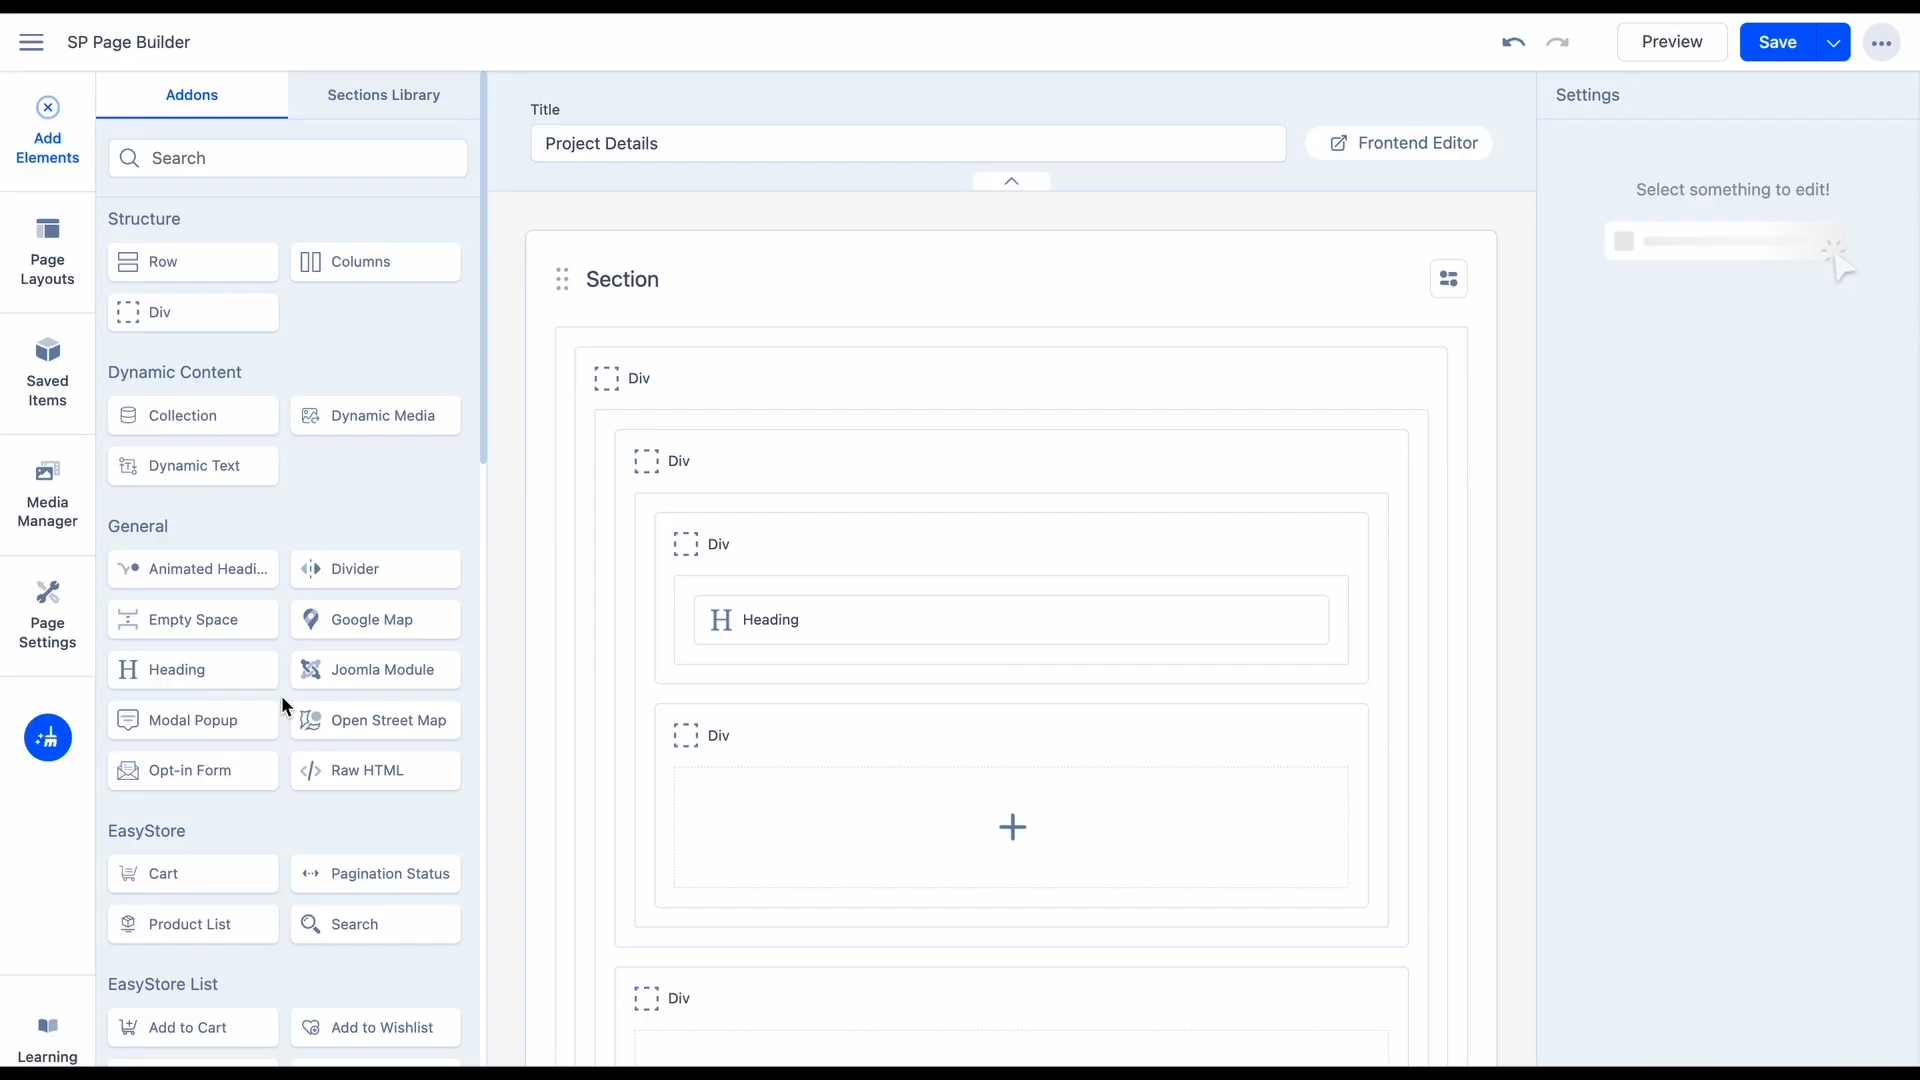 SP Page Builder
Preview
Save
Add
Elements
Page
Layouts
Saved
Items
Media
Manager
Page
Settings
Learning
Addons
Sections Library
Search
Structure
Row
Columns
Div
Dynamic Content
Collection
Dynamic Media
Dynamic Text
General
Animated Headi...
Divider
Empty Space
Google Map
Heading
Joomla Module
Modal Popup
Open Street Map
Opt-in Form
Raw HTML
EasyStore
Cart
Pagination Status
Product List
Search
EasyStore List
Add to Cart
Add to Wishlist
Title
Project Details
Frontend Editor
Section
Div
Div
Div
H Heading
Div
Div
Settings
Select something to edit!